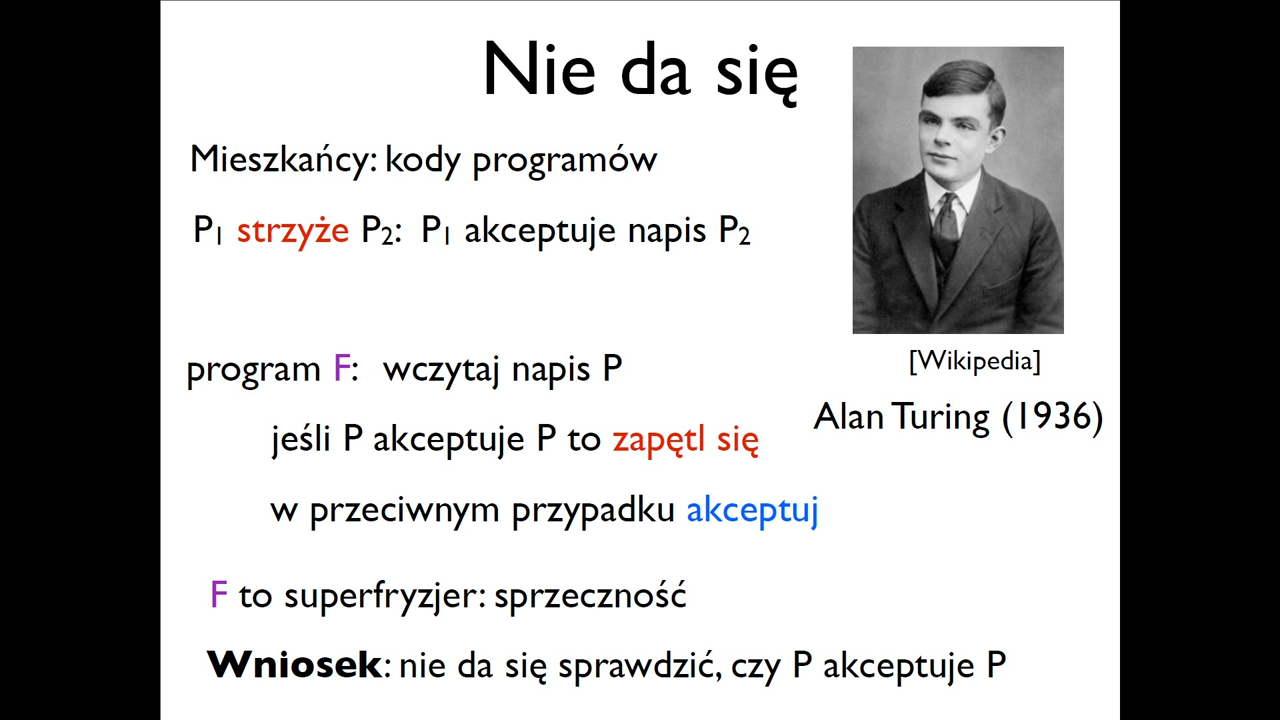 Nie da się
Mieszkańcy: kody programów
P₁ strzyże P₂: P₁ akceptuje napis P₂
[Wikipedia]
Alan Turing (1936)
program F: wczytaj napis P
jeśli P akceptuje P to zapętl się
w przeciwnym przypadku akceptuj
F to superfryzjer: sprzeczność
Wniosek: nie da się sprawdzić, czy P akceptuje P